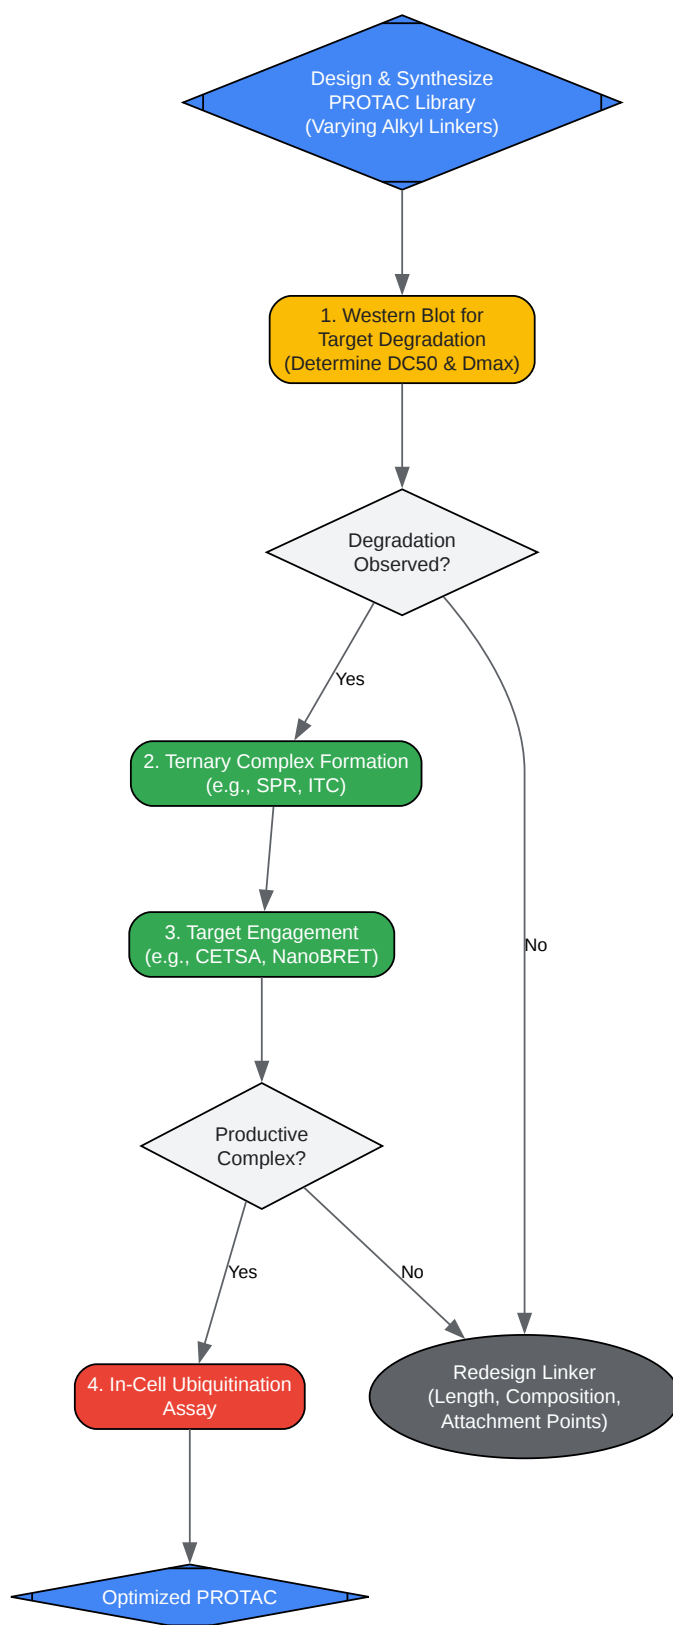 Design & Synthesize
PROTAC Library
(Varying Alkyl Linkers)
1. Western Blot for
Target Degradation
(Determine DC50 & Dmax)
Degradation
Observed?
Yes
2. Ternary Complex Formation
(e.g., SPR, ITC)
3. Target Engagement
(e.g., CETSA, NanoBRET)
No
Productive
Complex?
Yes
No
4. In-Cell Ubiquitination
Assay
Redesign Linker
(Length, Composition,
Attachment Points)
Optimized PROTAC